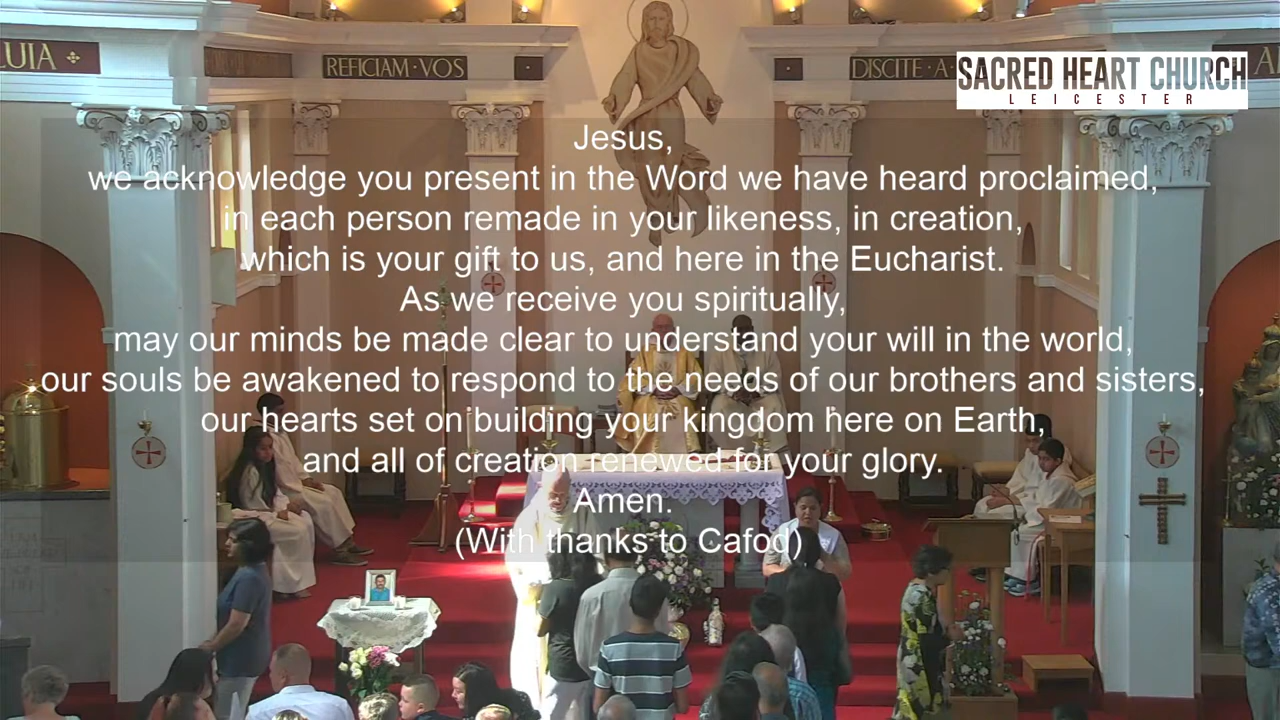 LUIA
REFICIAM·VOS
DISCITE·A·
SACRED HEART CHURCH
LEICESTER
Jesus,
we acknowledge you present in the Word we have heard proclaimed,
in each person remade in your likeness, in creation,
which is your gift to us, and here in the Eucharist.
As we receive you spiritually,
may our minds be made clear to understand your will in the world,
our souls be awakened to respond to the needs of our brothers and sisters,
our hearts set on building your kingdom here on Earth,
and all of creation renewed for your glory.
Amen.
(With thanks to Cafod)